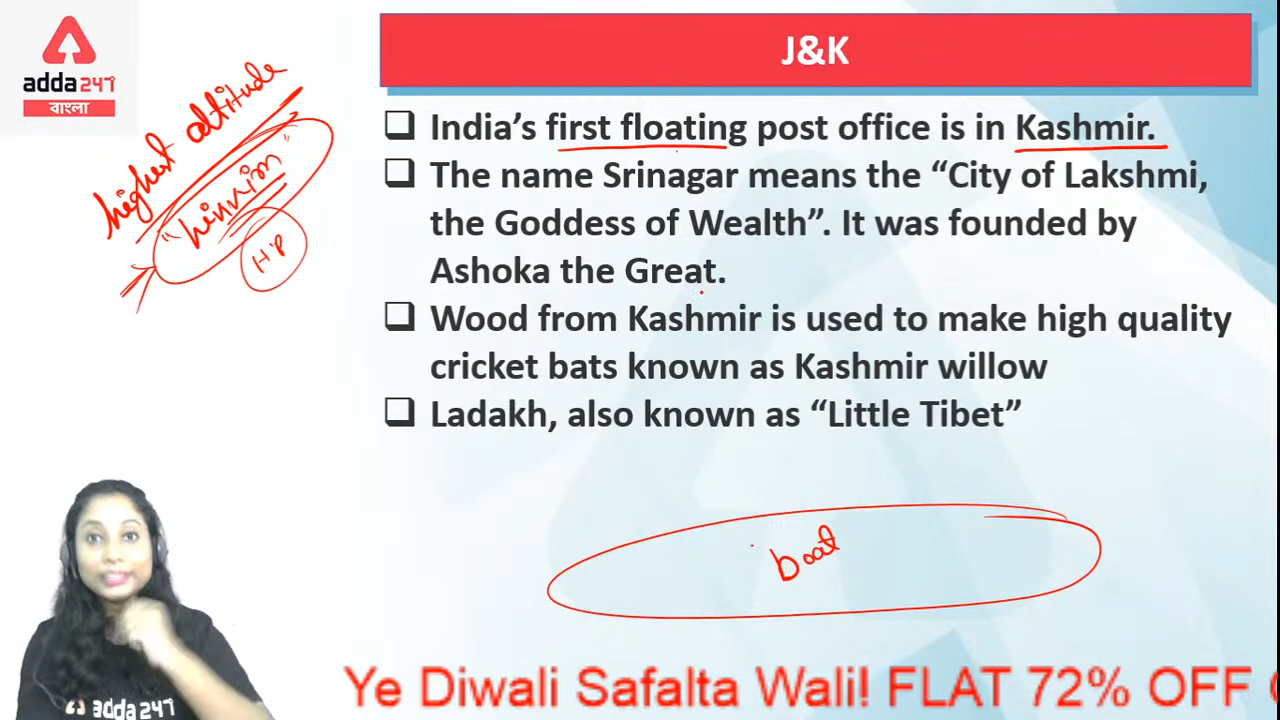 adda247
বাংলা
J&K
highest altitude
Hip
India's first floating post office is in Kashmir.
The name Srinagar means the “City of Lakshmi,
the Goddess of Wealth”. It was founded by
Ashoka the Great.
Wood from Kashmir is used to make high quality
cricket bats known as Kashmir willow
Ladakh, also known as “Little Tibet”
boat
adda247
Ye Diwali Safalta Wali! FLAT 72% OFF